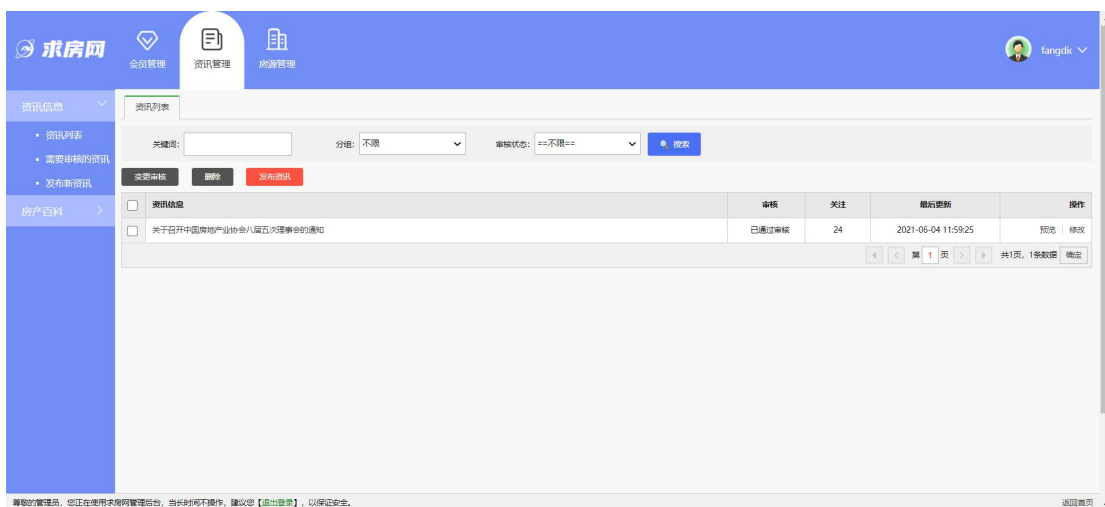 求房网
会员管理
资讯管理
房源管理
fangdic
资讯信息
资讯列表
需要审核的资讯
发布新资讯
房产百科
资讯列表
关键词: 分组: 不限 审核状态: ==不限== 搜索
变更审核 删除 发布资讯
资讯信息 审核 关注 最后更新 操作
关于召开中国房地产业协会八届五次理事会的通知 已通过审核 24 2021-06-04 11:59:25 预览 | 修改
第 1 页 共1页，1条数据 确定
尊敬的管理员，您正在使用求房网管理后台，当长时间不操作，建议您【退出登录】，以保证安全。 返回首页